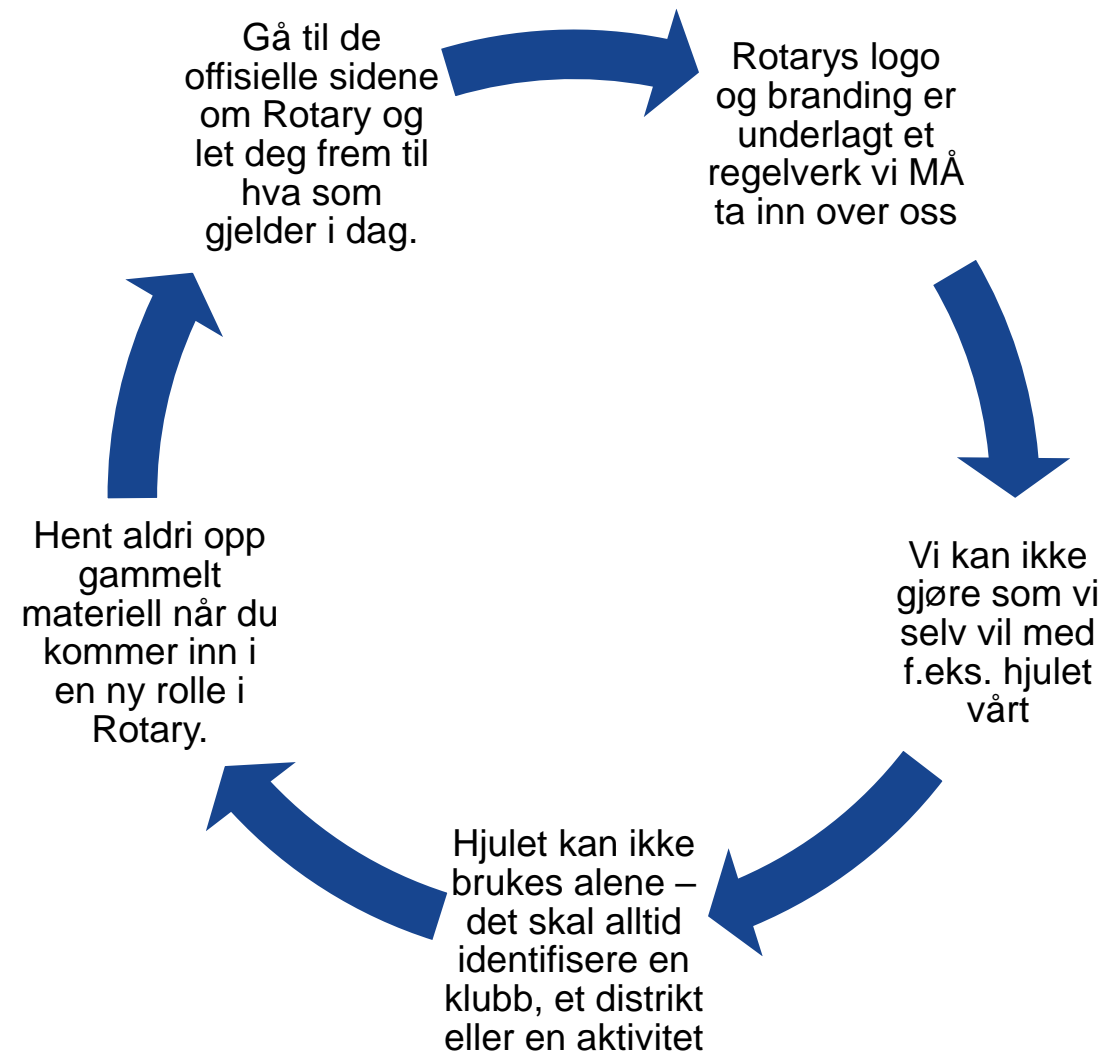 Gå til de
offisielle sidene
om Rotary og
let deg frem til
hva som
gjelder i dag.
Rotarys logo
og branding er
underlagt et
regelverk vi MÅ
ta inn over oss
Vi kan ikke
gjøre som vi
selv vil med
f.eks. hjulet
vårt
Hjulet kan ikke
brukes alene –
det skal alltid
identifisere en
klubb, et distrikt
eller en aktivitet
Hent aldri opp
gammelt
materiell når du
kommer inn i
en ny rolle i
Rotary.